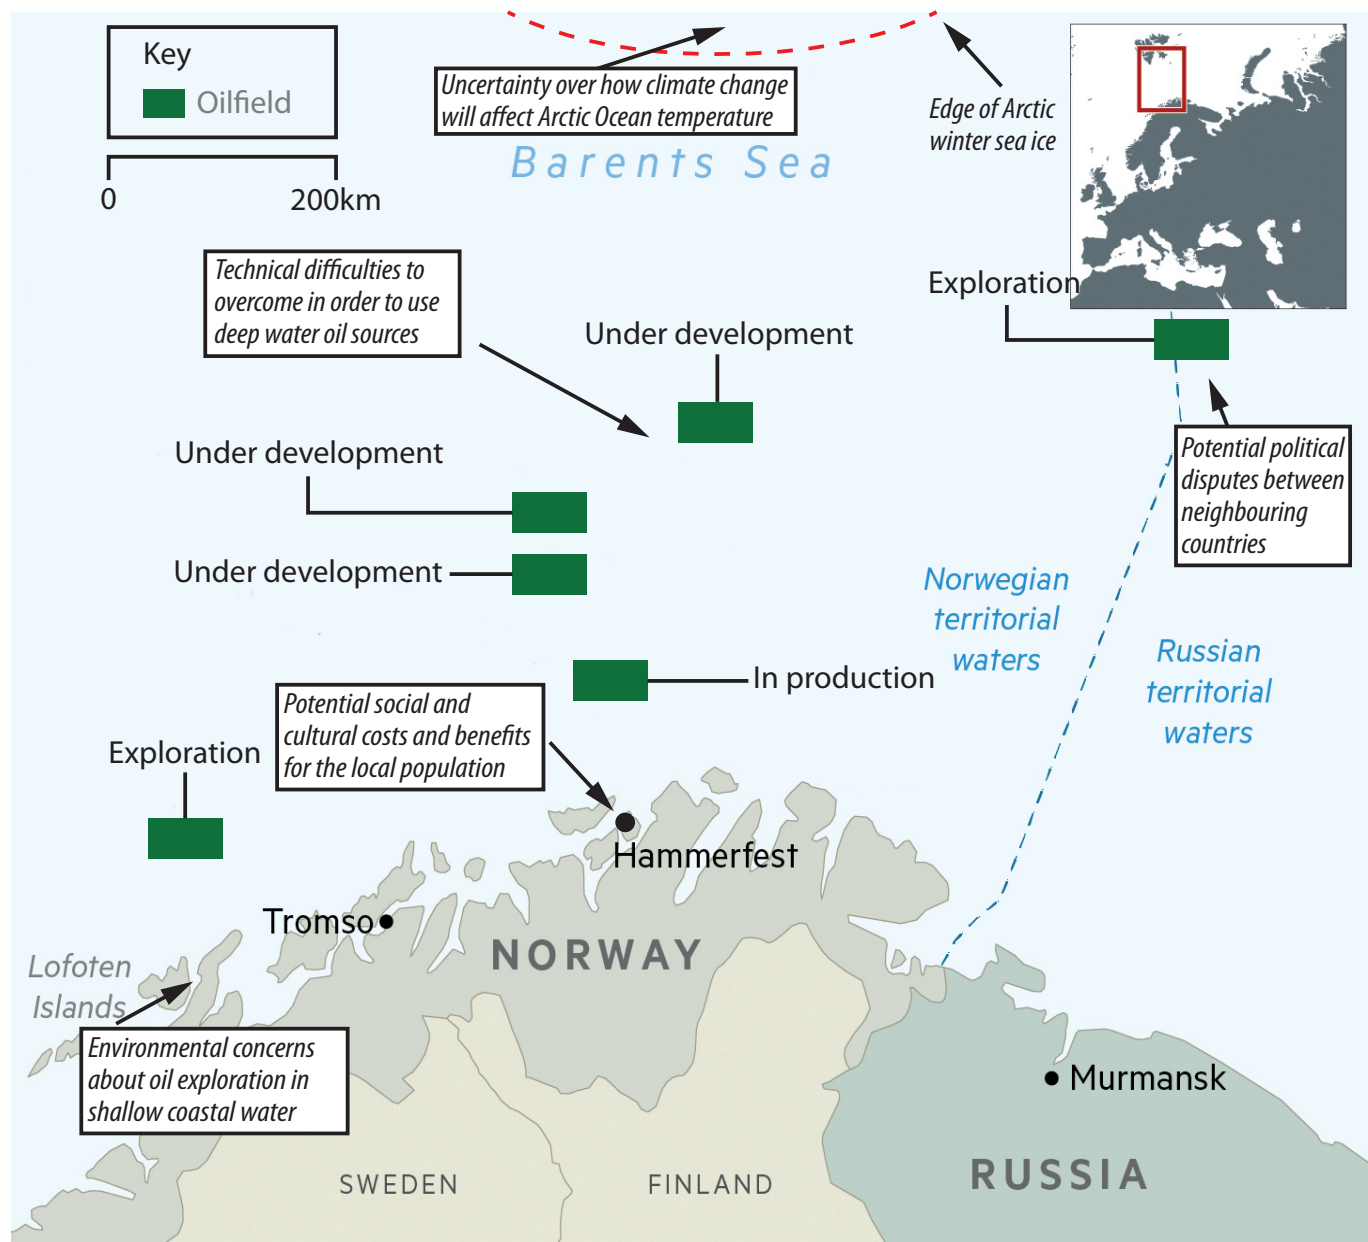 Key
Oilfield
0
200km
Uncertainty over how climate change
will affect Arctic Ocean temperature
Barents Sea
Edge of Arctic
winter sea ice
Technical difficulties to
overcome in order to use
deep water oil sources
Exploration
Under development
Under development
Potential political
disputes between
neighbouring
countries
Under development
Norwegian
territorial
waters
Russian
territorial
waters
In production
Potential social and
cultural costs and benefits
for the local population
Exploration
Hammerfest
Tromso
NORWAY
Lofoten
Islands
Environmental concerns
about oil exploration in
shallow coastal water
Murmansk
SWEDEN
FINLAND
RUSSIA